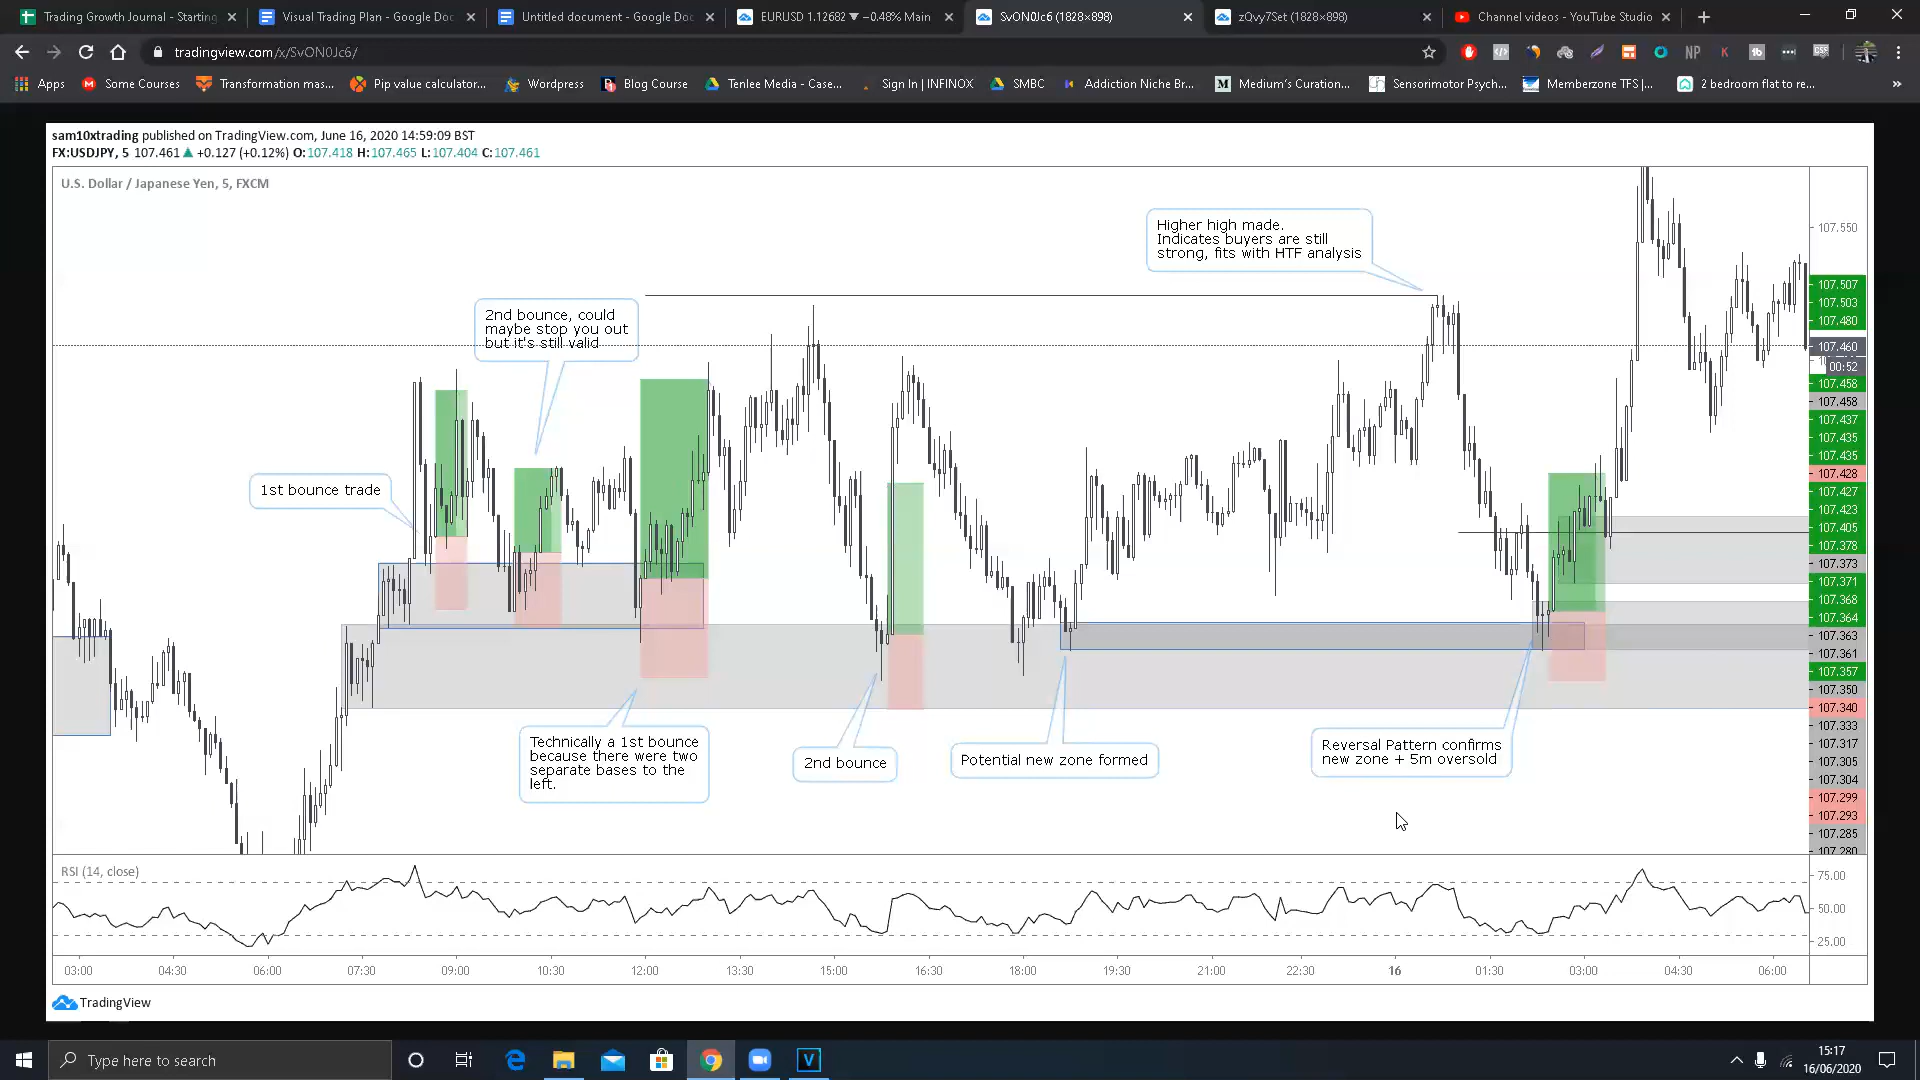 Trading Growth Journal - Starting
Visual Trading Plan - Google Doc
Untitled document - Google Doc
EURUSD 1.12682 ▼ −0.48% Main
SvON0Jc6 (1828×898)
zQvy7Set (1828×898)
Channel videos - YouTube Studio
tradingview.com/x/SvON0Jc6/
Apps
Some Courses
Transformation mas...
Pip value calculator...
Wordpress
Blog Course
Tenlee Media - Case...
Sign In | INFINOX
SMBC
Addiction Niche Br...
Medium's Curation...
Sensorimotor Psych...
Memberzone TFS |...
2 bedroom flat to re...
sam10xtrading published on TradingView.com, June 16, 2020 14:59:09 BST
FX:USDJPY, 5 107.461 ▲ +0.127 (+0.12%) O:107.418 H:107.465 L:107.404 C:107.461
U.S. Dollar / Japanese Yen, 5, FXCM
Higher high made.
Indicates buyers are still
strong, fits with HTF analysis
2nd bounce, could
maybe stop you out
but it's still valid
1st bounce trade
Technically a 1st bounce
because there were two
separate bases to the
left.
2nd bounce
Potential new zone formed
Reversal Pattern confirms
new zone + 5m oversold
107.550
107.507
107.503
107.480
107.460
00:52
107.458
107.458
107.437
107.435
107.435
107.428
107.427
107.423
107.405
107.378
107.373
107.371
107.368
107.364
107.363
107.361
107.357
107.350
107.340
107.333
107.317
107.305
107.304
107.299
107.293
107.285
107.280
RSI (14, close)
75.00
50.00
25.00
03:00
04:30
06:00
07:30
09:00
10:30
12:00
13:30
15:00
16:30
18:00
19:30
21:00
22:30
16
01:30
03:00
04:30
06:00
TradingView
Type here to search
15:17
16/06/2020